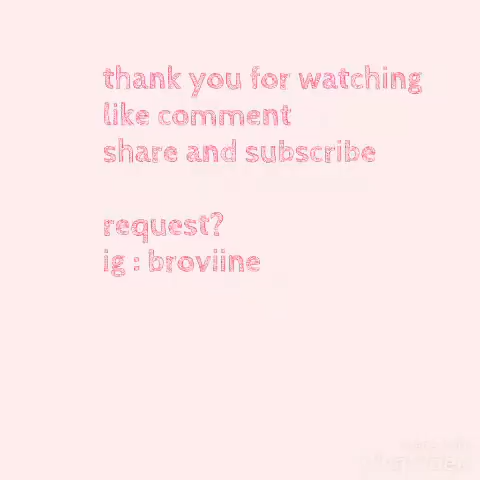 thank you for watching
like comment
share and subscribe
request?
ig : broviine